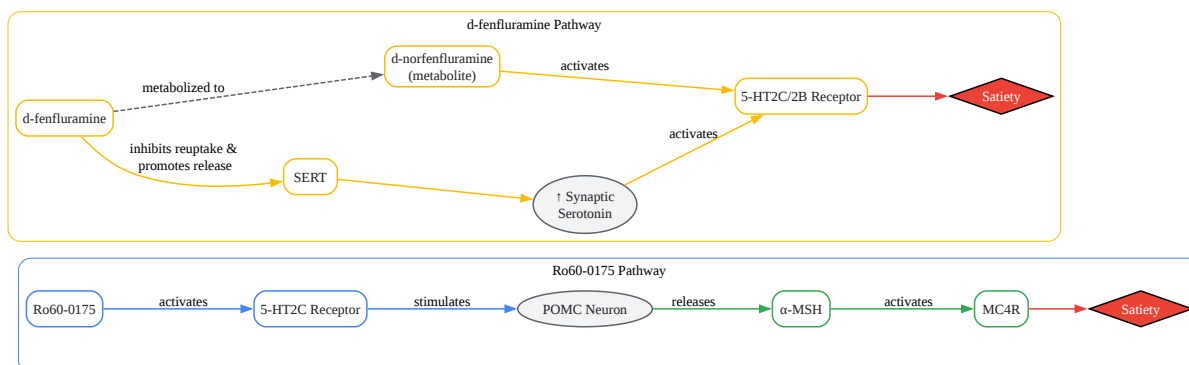 d-fenfluramine Pathway
d-norfenfluramine
(metabolite)
metabolized to
activates
5-HT2C/2B Receptor
Satiety
d-fenfluramine
inhibits reuptake &
promotes release
SERT
activates
↑ Synaptic
Serotonin
Ro60-0175 Pathway
Ro60-0175
activates
5-HT2C Receptor
stimulates
POMC Neuron
releases
α-MSH
activates
MC4R
Satiety